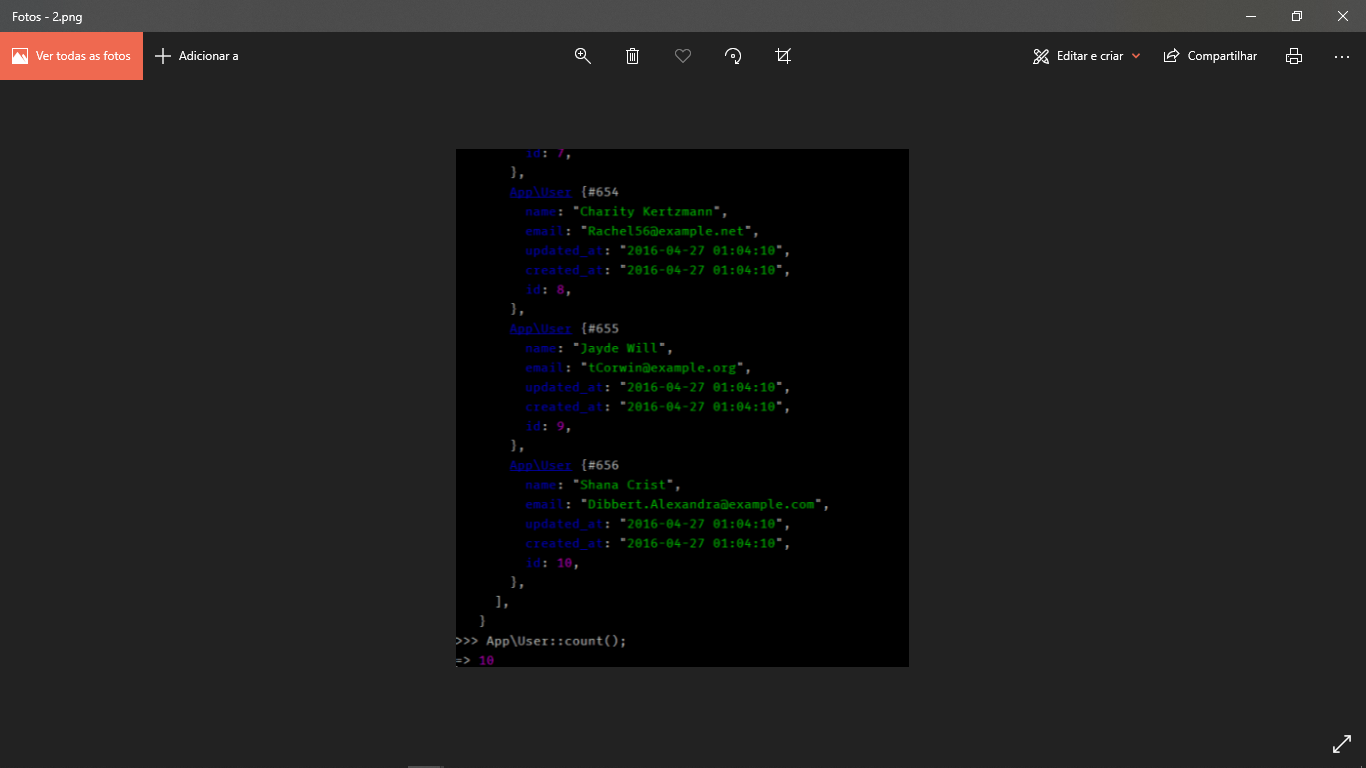 Fotos - 2.png
Ver todas as fotos
Adicionar a
Editar e criar
Compartilhar
id: 7,
},
App\User {#654
name: "Charity Kertzmann",
email: "Rachel56@example.net",
updated_at: "2016-04-27 01:04:10",
created_at: "2016-04-27 01:04:10",
id: 8,
},
App\User {#655
name: "Jayde Will",
email: "tCorwin@example.org",
updated_at: "2016-04-27 01:04:10",
created_at: "2016-04-27 01:04:10",
id: 9,
},
App\User {#656
name: "Shana Crist",
email: "Dibbert.Alexandra@example.com",
updated_at: "2016-04-27 01:04:10",
created_at: "2016-04-27 01:04:10",
id: 10,
},
],
}
>>> App\User::count();
=> 10